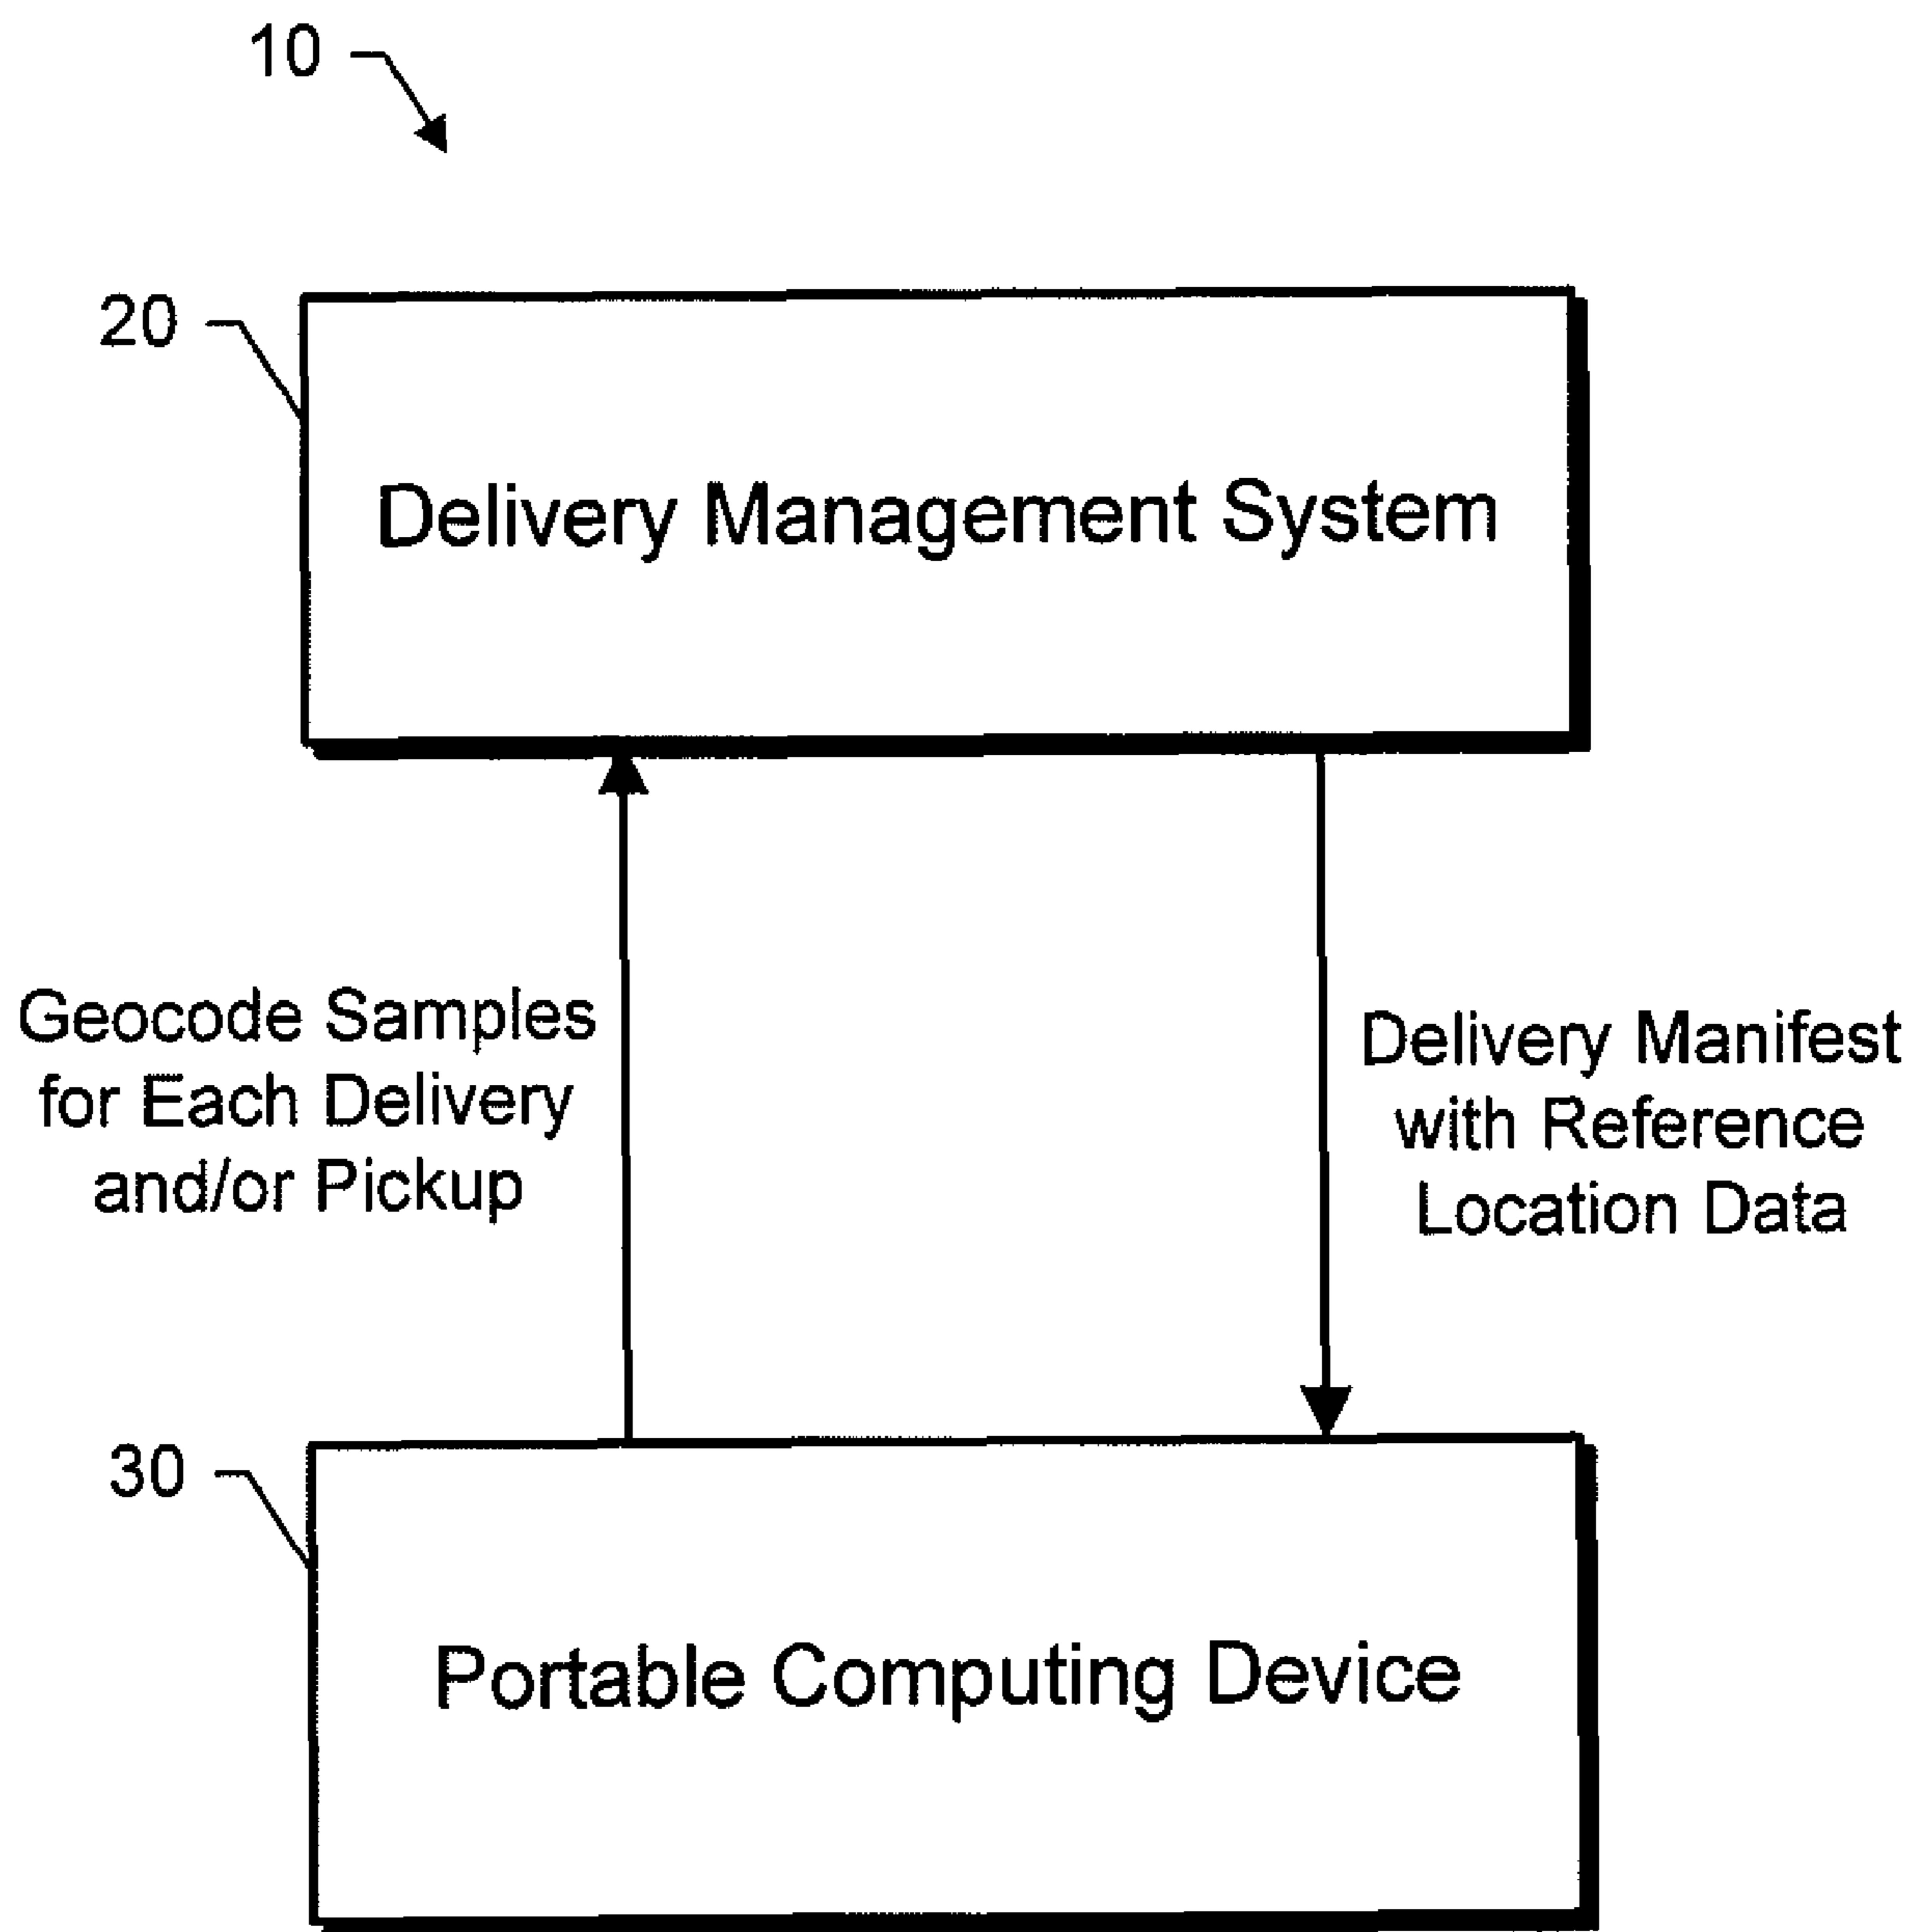 10
20
Delivery Management System
Geocode Samples
for Each Delivery
and/or Pickup
Delivery Manifest
with Reference
Location Data
30
Portable Computing Device